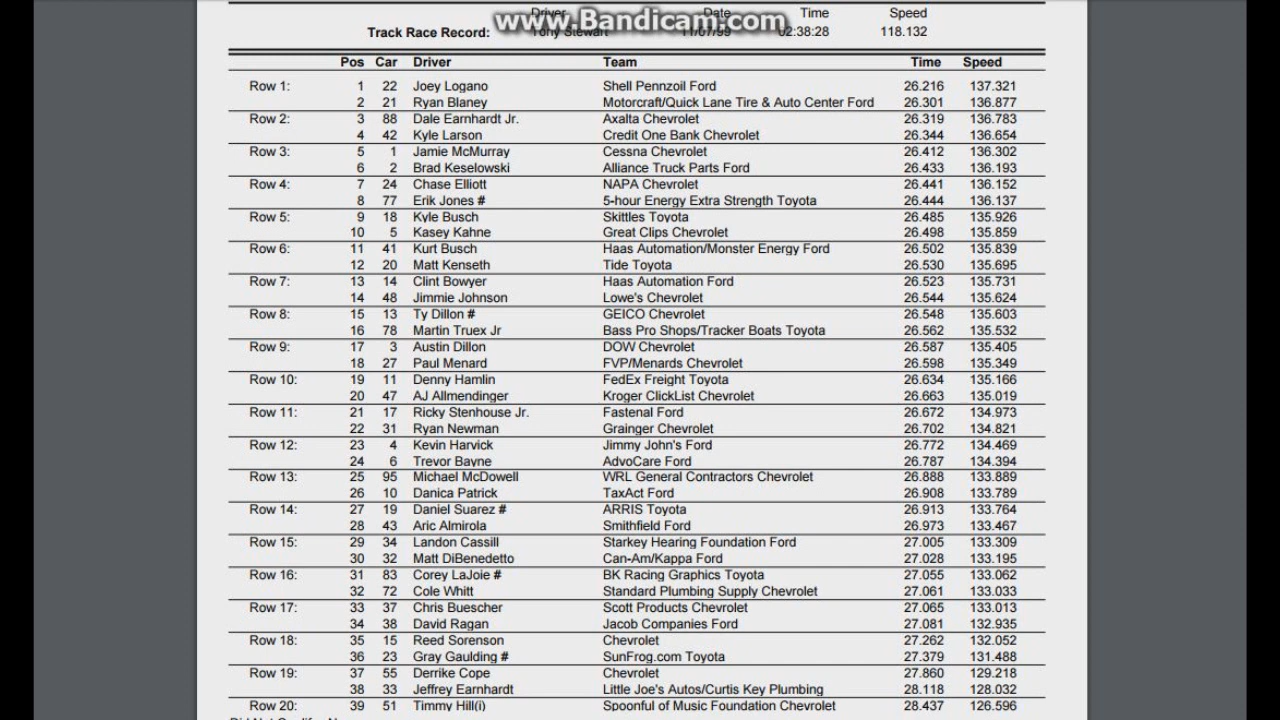 Driver Date Time Speed
www.Bandicam.com
Track Race Record: Tony Stewart 11/07/99 02:38:28 118.132
Pos Car Driver Team Time Speed
Row 1: 1 22 Joey Logano Shell Pennzoil Ford 26.216 137.321
2 21 Ryan Blaney Motorcraft/Quick Lane Tire & Auto Center Ford 26.301 136.877
Row 2: 3 88 Dale Earnhardt Jr. Axalta Chevrolet 26.319 136.783
4 42 Kyle Larson Credit One Bank Chevrolet 26.344 136.654
Row 3: 5 1 Jamie McMurray Cessna Chevrolet 26.412 136.302
6 2 Brad Keselowski Alliance Truck Parts Ford 26.433 136.193
Row 4: 7 24 Chase Elliott NAPA Chevrolet 26.441 136.152
8 77 Erik Jones # 5-hour Energy Extra Strength Toyota 26.444 136.137
Row 5: 9 18 Kyle Busch Skittles Toyota 26.485 135.926
10 5 Kasey Kahne Great Clips Chevrolet 26.498 135.859
Row 6: 11 41 Kurt Busch Haas Automation/Monster Energy Ford 26.502 135.839
12 20 Matt Kenseth Tide Toyota 26.530 135.695
Row 7: 13 14 Clint Bowyer Haas Automation Ford 26.523 135.731
14 48 Jimmie Johnson Lowe's Chevrolet 26.544 135.624
Row 8: 15 13 Ty Dillon # GEICO Chevrolet 26.548 135.603
16 78 Martin Truex Jr Bass Pro Shops/Tracker Boats Toyota 26.562 135.532
Row 9: 17 3 Austin Dillon DOW Chevrolet 26.587 135.405
18 27 Paul Menard FVP/Menards Chevrolet 26.598 135.349
Row 10: 19 11 Denny Hamlin FedEx Freight Toyota 26.634 135.166
20 47 AJ Allmendinger Kroger ClickList Chevrolet 26.663 135.019
Row 11: 21 17 Ricky Stenhouse Jr. Fastenal Ford 26.672 134.973
22 31 Ryan Newman Grainger Chevrolet 26.702 134.821
Row 12: 23 4 Kevin Harvick Jimmy John's Ford 26.772 134.469
24 6 Trevor Bayne AdvoCare Ford 26.787 134.394
Row 13: 25 95 Michael McDowell WRL General Contractors Chevrolet 26.888 133.889
26 10 Danica Patrick TaxAct Ford 26.908 133.789
Row 14: 27 19 Daniel Suarez # ARRIS Toyota 26.913 133.764
28 43 Aric Almirola Smithfield Ford 26.973 133.467
Row 15: 29 34 Landon Cassill Starkey Hearing Foundation Ford 27.005 133.309
30 32 Matt DiBenedetto Can-Am/Kappa Ford 27.028 133.195
Row 16: 31 83 Corey LaJoie # BK Racing Graphics Toyota 27.055 133.062
32 72 Cole Whitt Standard Plumbing Supply Chevrolet 27.061 133.033
Row 17: 33 37 Chris Buescher Scott Products Chevrolet 27.065 133.013
34 38 David Ragan Jacob Companies Ford 27.081 132.935
Row 18: 35 15 Reed Sorenson Chevrolet 27.262 132.052
36 23 Gray Gaulding # SunFrog.com Toyota 27.379 131.488
Row 19: 37 55 Derrike Cope Chevrolet 27.860 129.218
38 33 Jeffrey Earnhardt Little Joe's Autos/Curtis Key Plumbing 28.118 128.032
Row 20: 39 51 Timmy Hill(i) Spoonful of Music Foundation Chevrolet 28.437 126.596